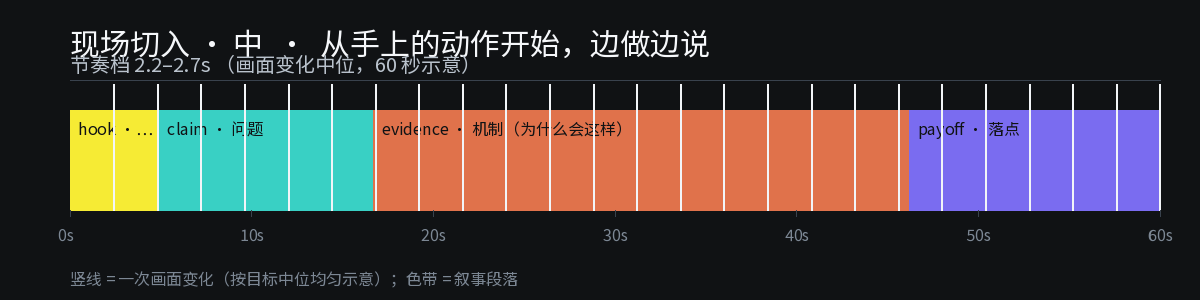 现场切入 · 中 · 从手上的动作开始，边做边说
节奏档 2.2–2.7s （画面变化中位，60 秒示意）
hook · …
claim · 问题
evidence · 机制（为什么会这样）
payoff · 落点
0s 10s 20s 30s 40s 50s 60s
竖线 =一次画面变化（按目标中位均匀示意）；色带 =叙事段落